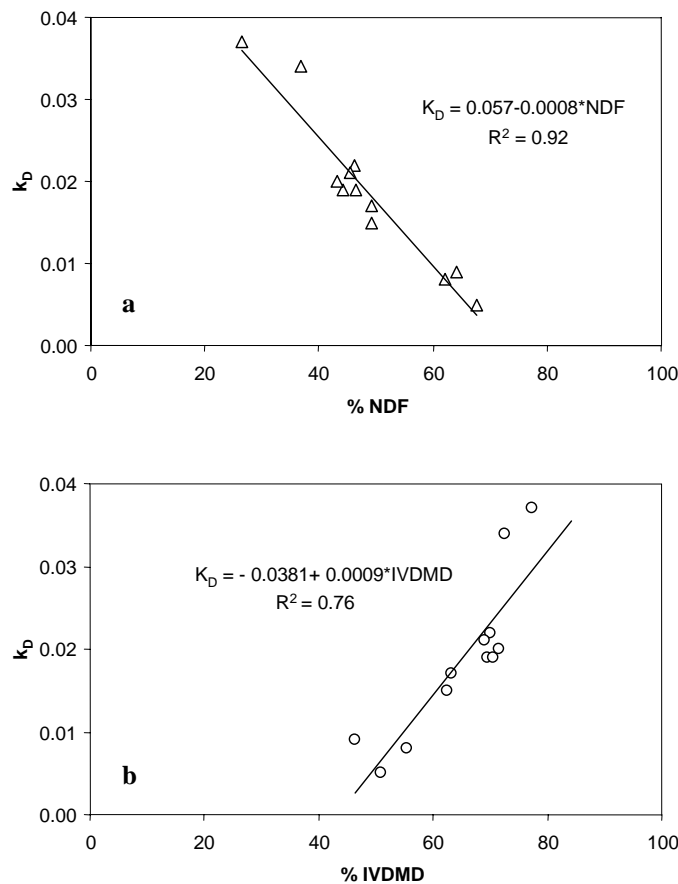 0.04
K_D = 0.057-0.0008*NDF
0.03
R² = 0.92
k_D
0.02
0.01
a
0.00
0 20 40 60 80 100
% NDF
0.04
0.03
K_D = - 0.0381+ 0.0009*IVDMD
R² = 0.76
k_D
0.02
0.01
b
0.00
0 20 40 60 80 100
% IVDMD